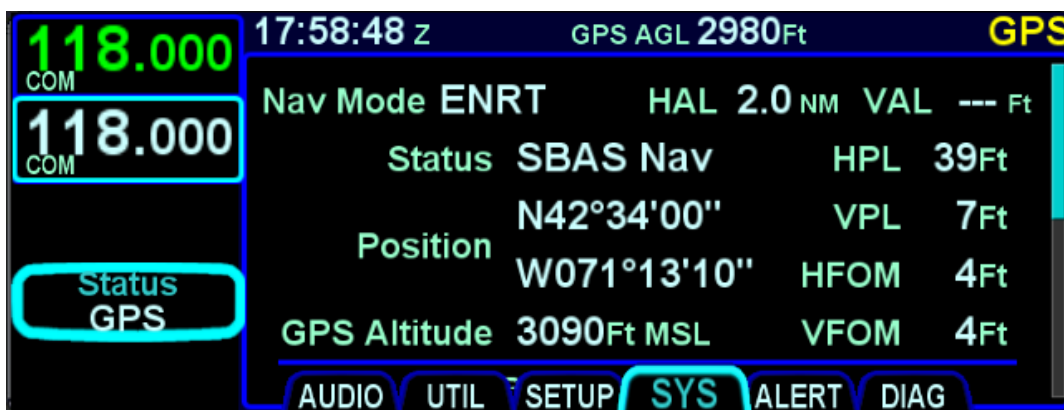 118.000
COM
118.000
COM
Status
GPS
17:58:48 Z GPS AGL 2980Ft GPS
Nav Mode ENRT HAL 2.0 NM VAL --- Ft
Status SBAS Nav HPL 39Ft
Position N42°34'00" VPL 7Ft
W071°13'10" HFOM 4Ft
GPS Altitude 3090Ft MSL VFOM 4Ft
AUDIO UTIL SETUP SYS ALERT DIAG